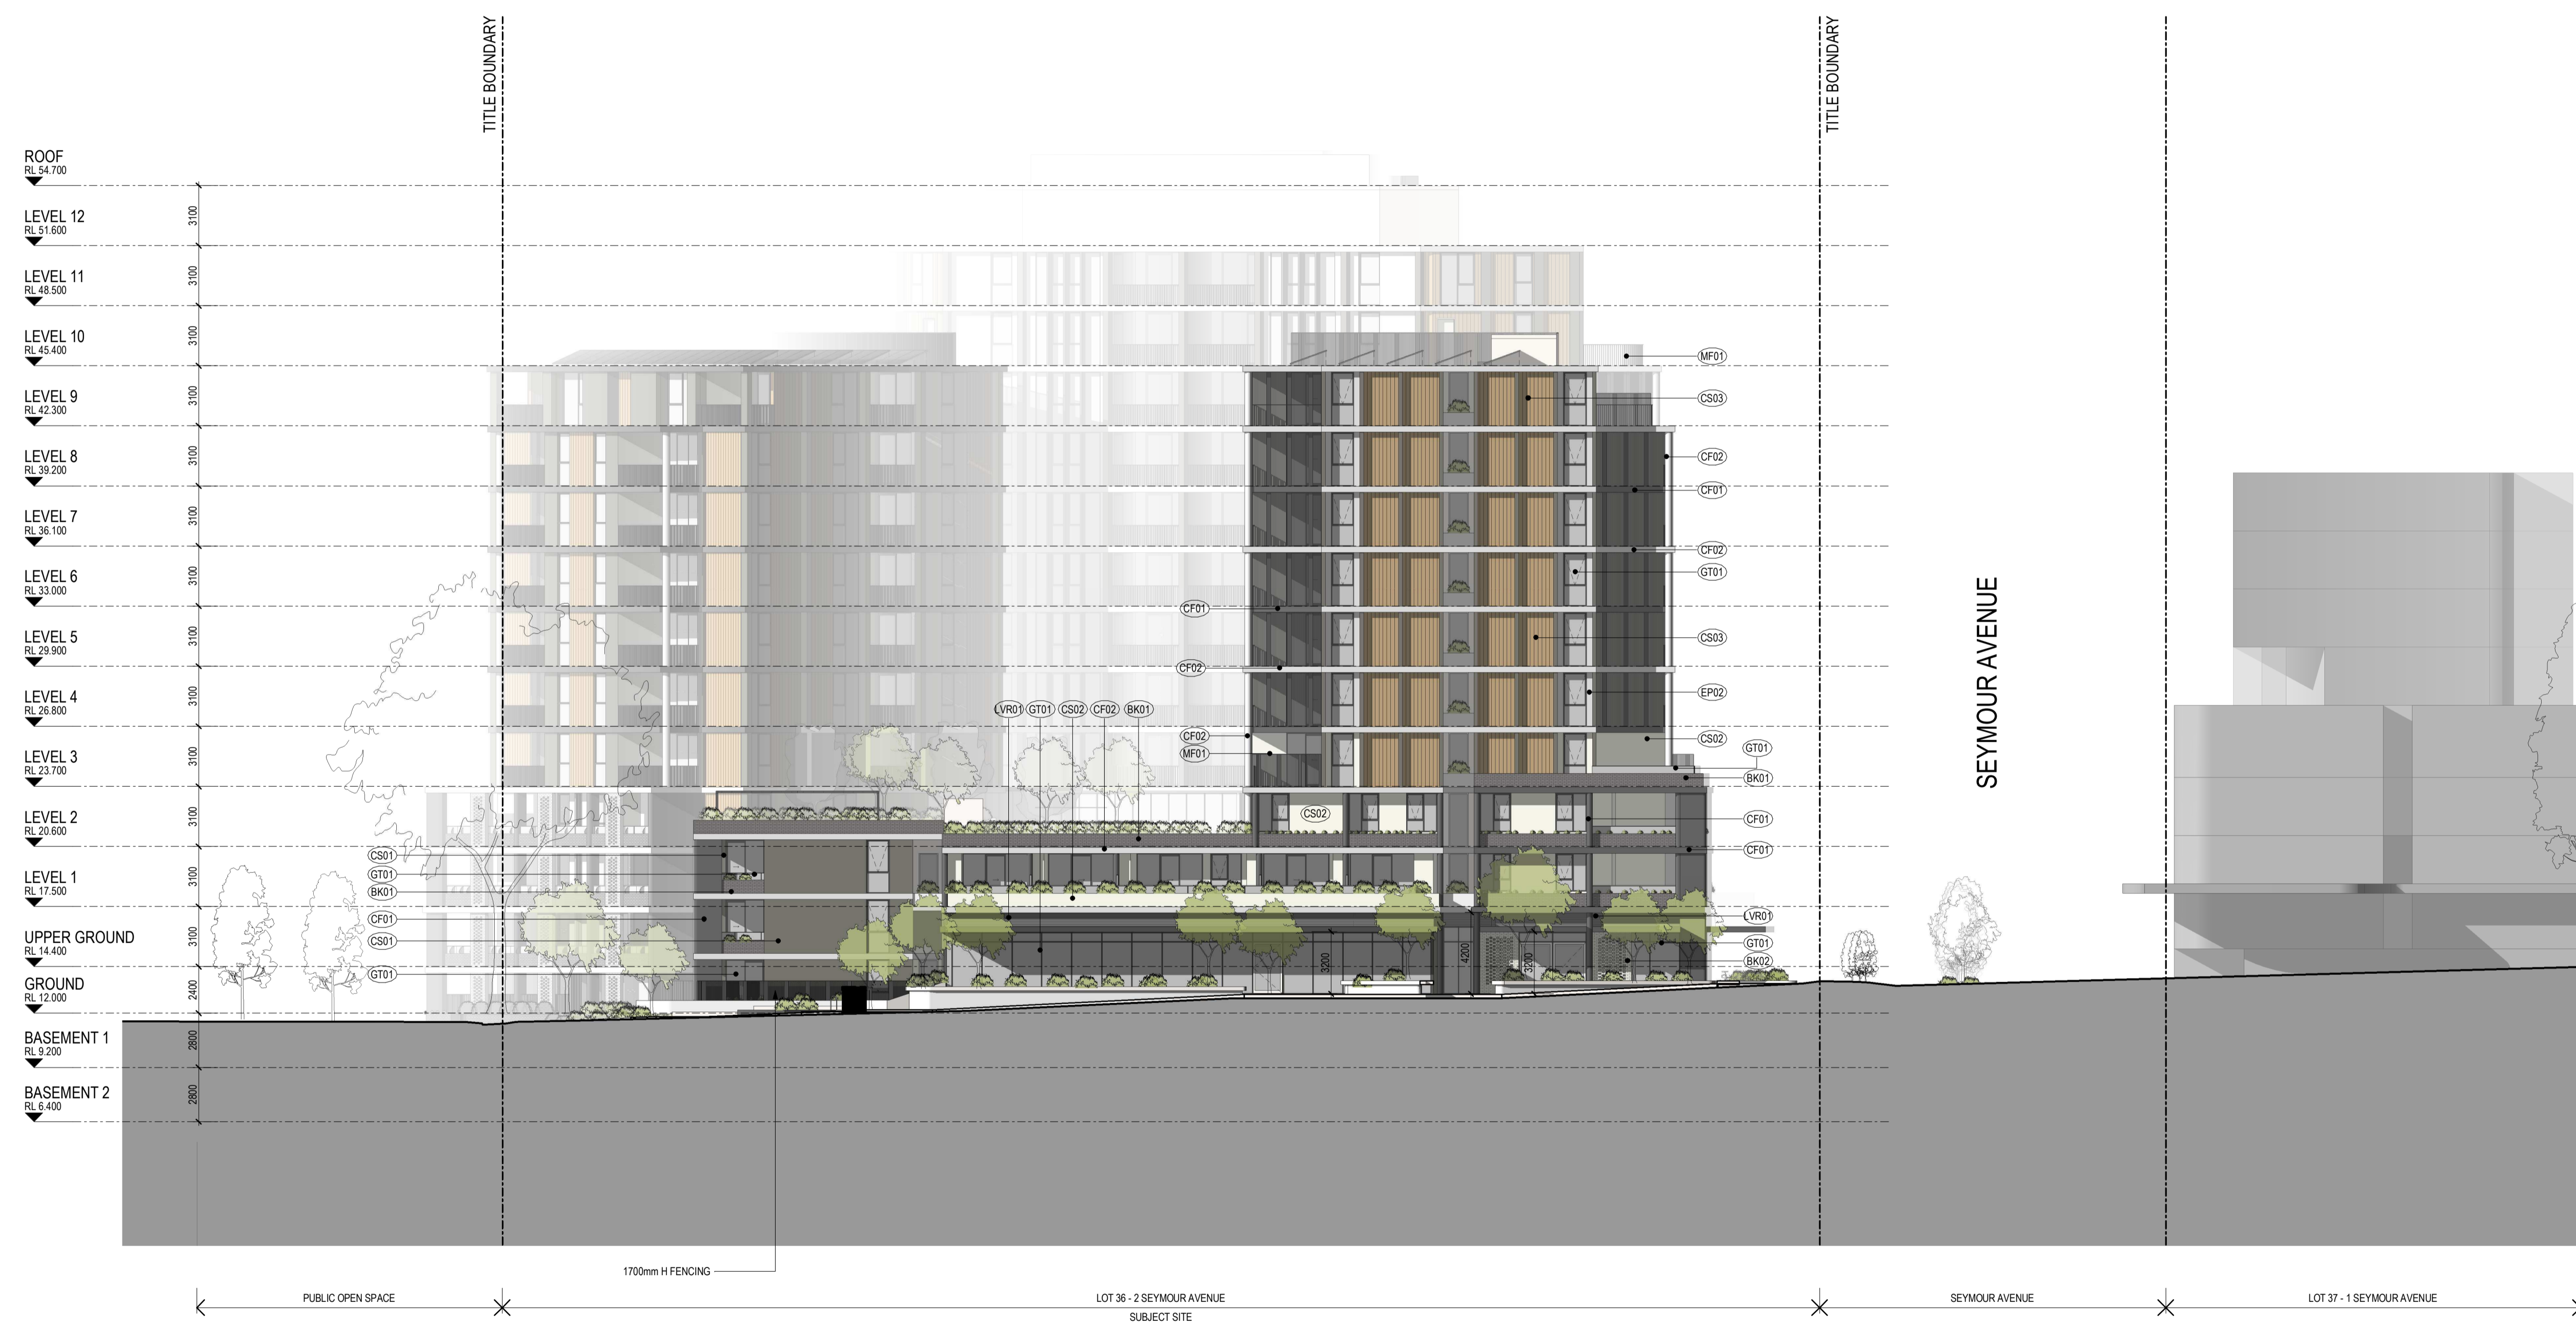 TITLE BOUNDARY
TITLE BOUNDARY
ROOF
RL 54.700
3100
LEVEL 12
RL 51.600
3100
LEVEL 11
RL 48.500
3100
LEVEL 10
RL 45.400
MF01
3100
LEVEL 9
RL 42.300
CS03
3100
LEVEL 8
RL 39.200
CF02
CF01
3100
LEVEL 7
RL 36.100
CF02
GT01
3100
LEVEL 6
RL 33.000
CF01
3100
LEVEL 5
RL 29.900
CS03
CF02
3100
LEVEL 4
RL 26.800
EP02
LVR01 GT01 CS02 CF02 BK01
CF02
CS02
MF01
GT01
3100
LEVEL 3
RL 23.700
BK01
3100
LEVEL 2
RL 20.600
CS02
CF01
CF01
CS01
3100
LEVEL 1
RL 17.500
GT01
BK01
CF01
LVR01
3100
UPPER GROUND
RL 14.400
CS01
GT01
GT01
BK02
3200
4200
3200
2400
GROUND
RL 12.000
2800
BASEMENT 1
RL 9.200
2800
BASEMENT 2
RL 6.400
SEYMOUR AVENUE
1700mm H FENCING
PUBLIC OPEN SPACE
LOT 36 - 2 SEYMOUR AVENUE
SUBJECT SITE
SEYMOUR AVENUE
LOT 37 - 1 SEYMOUR AVENUE